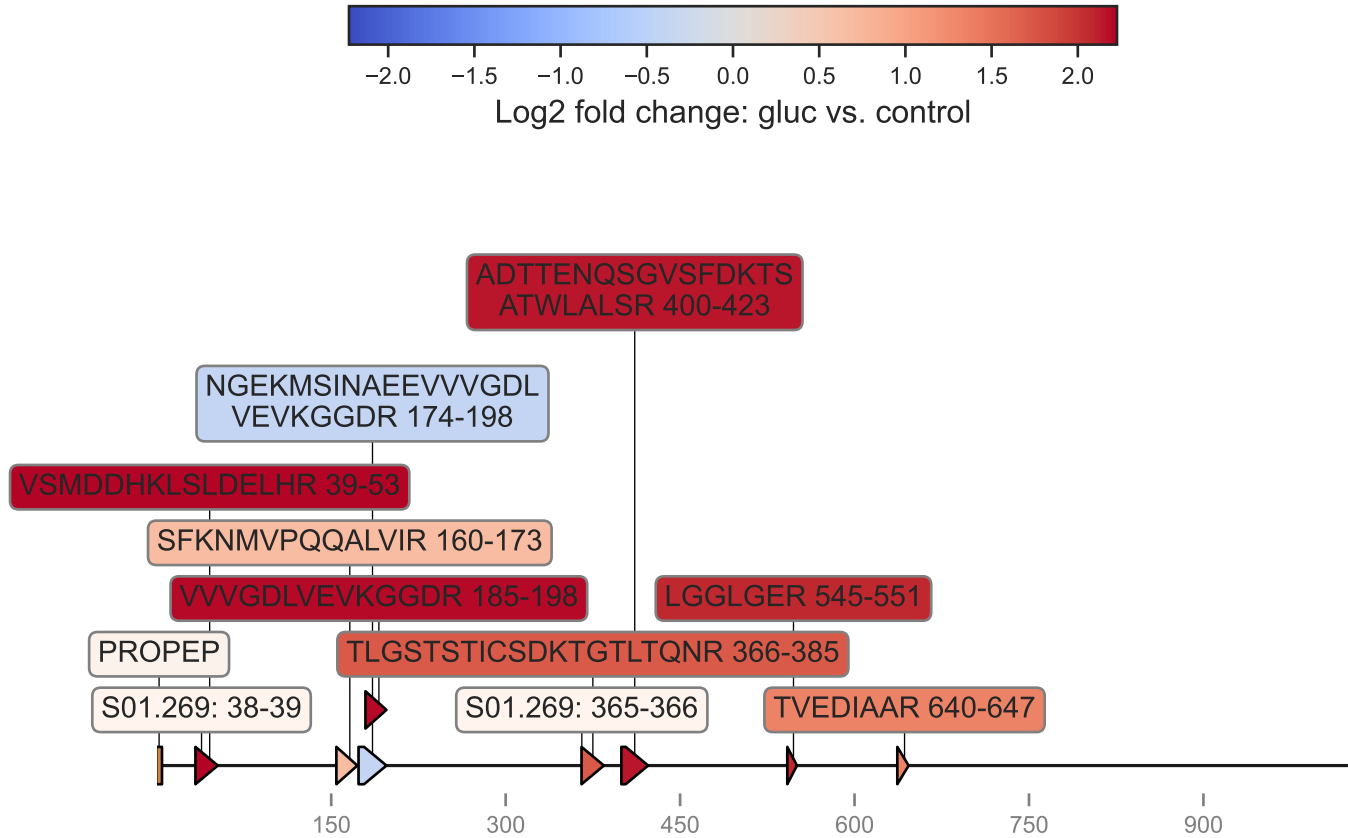 −2.0 −1.5 −1.0 −0.5 0.0 0.5 1.0 1.5 2.0
Log2 fold change: gluc vs. control
ADTTENQSGVSFDKTS
ATWLALSR 400-423
NGEKMSINAEEVVVGDL
VEVKGGDR 174-198
VSMDDHKLSLDELHR 39-53
SFKNMVPQQALVIR 160-173
VVVGDLVEVKGGDR 185-198
LGGLGER 545-551
PROPEP
TLGSTSTICSDKTGTLTQNR 366-385
S01.269: 38-39
S01.269: 365-366
TVEDIAAR 640-647
150 300 450 600 750 900